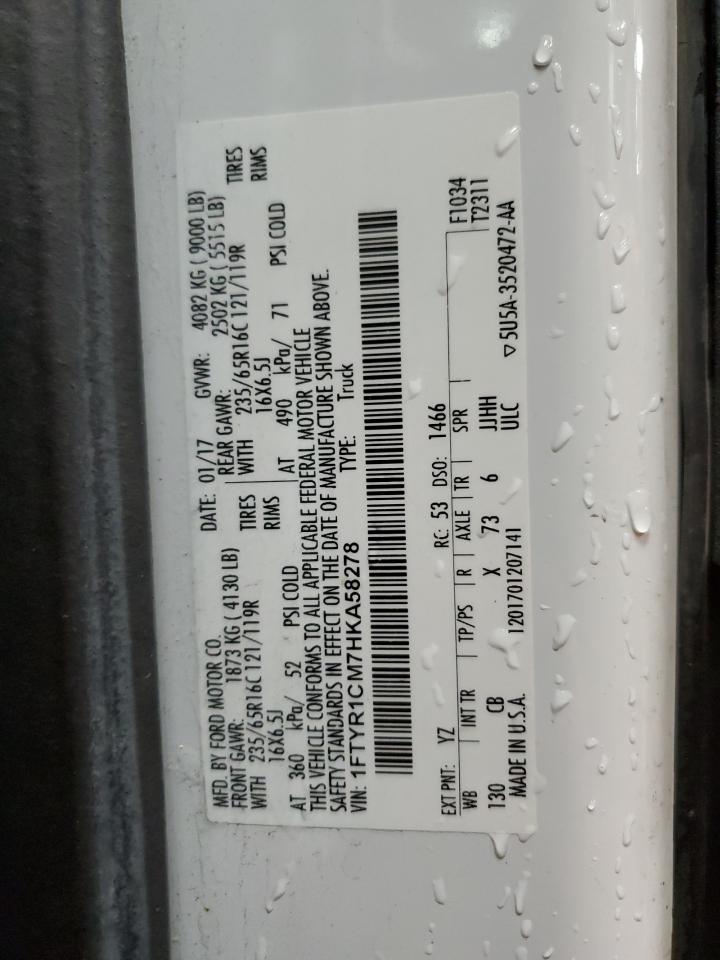 MFD. BY FORD MOTOR CO.
DATE: 01/17 GVWR: 4082 KG ( 9000 LB)
FRONT GAWR: 1873 KG ( 4130 LB)
REAR GAWR: 2502 KG ( 5515 LB)
WITH 235/65R16C 121/119R TIRES
WITH 235/65R16C 121/119R TIRES
16X6.5J RIMS
16X6.5J RIMS
AT 360 kPa/ 52 PSI COLD
AT 490 kPa/ 71 PSI COLD
THIS VEHICLE CONFORMS TO ALL APPLICABLE FEDERAL MOTOR VEHICLE
SAFETY STANDARDS IN EFFECT ON THE DATE OF MANUFACTURE SHOWN ABOVE.
VIN: 1FTYR1CM7HKA58278 TYPE: Truck
EXT PNT: YZ RC: 53 DSO: 1466 F1034
WB INT TR TP/PS R AXLE TR SPR T2311
130 CB X 73 6 JJHH
MADE IN U.S.A. 1201701207141 ULC ▽5U5A-3520472-AA